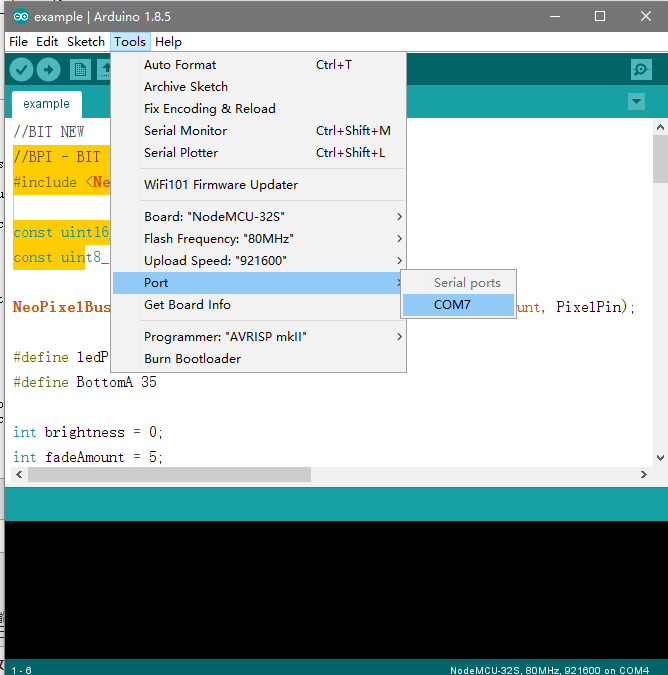 example | Arduino 1.8.5
File Edit Sketch Tools Help
Auto Format Ctrl+T
Archive Sketch
Fix Encoding & Reload
Serial Monitor Ctrl+Shift+M
Serial Plotter Ctrl+Shift+L
WiFi101 Firmware Updater
Board: "NodeMCU-32S"
Flash Frequency: "80MHz"
Upload Speed: "921600"
Port
Get Board Info
Programmer: "AVRISP mkII"
Burn Bootloader
Serial ports
COM7
example
//BIT NEW
//BPI - BIT
#include <Ne
const uint16
const uint8_
NeoPixelBus unt, PixelPin);
#define ledP
#define BottomA 35
int brightness = 0;
int fadeAmount = 5;
1 - 6 NodeMCU-32S, 80MHz, 921600 on COM4